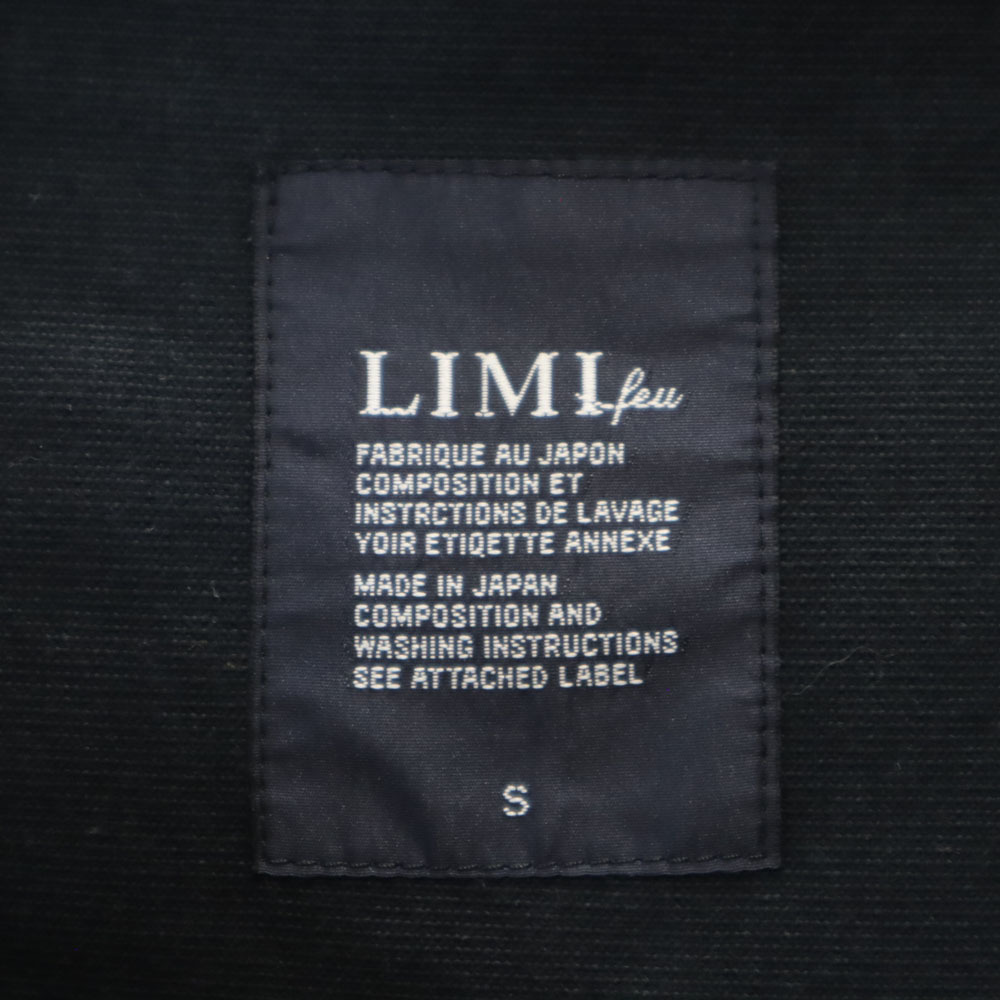 LIMI feu
FABRIQUE AU JAPON
COMPOSITION ET
INSTRCTIONS DE LAVAGE
YOIR ETIQETTE ANNEXE
MADE IN JAPAN
COMPOSITION AND
WASHING INSTRUCTIONS
SEE ATTACHED LABEL
S